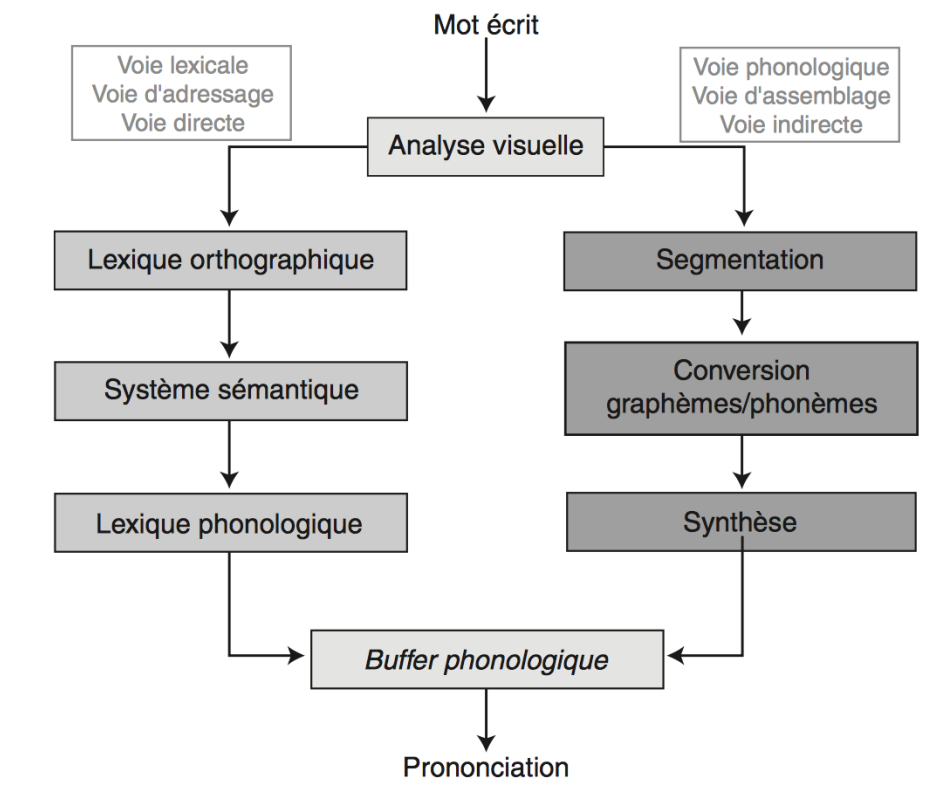 Mot écrit
Voie lexicale
Voie d'adressage
Voie directe
Voie phonologique
Voie d'assemblage
Voie indirecte
Analyse visuelle
Lexique orthographique
Segmentation
Système sémantique
Conversion
graphèmes/phonèmes
Lexique phonologique
Synthèse
Buffer phonologique
Prononciation